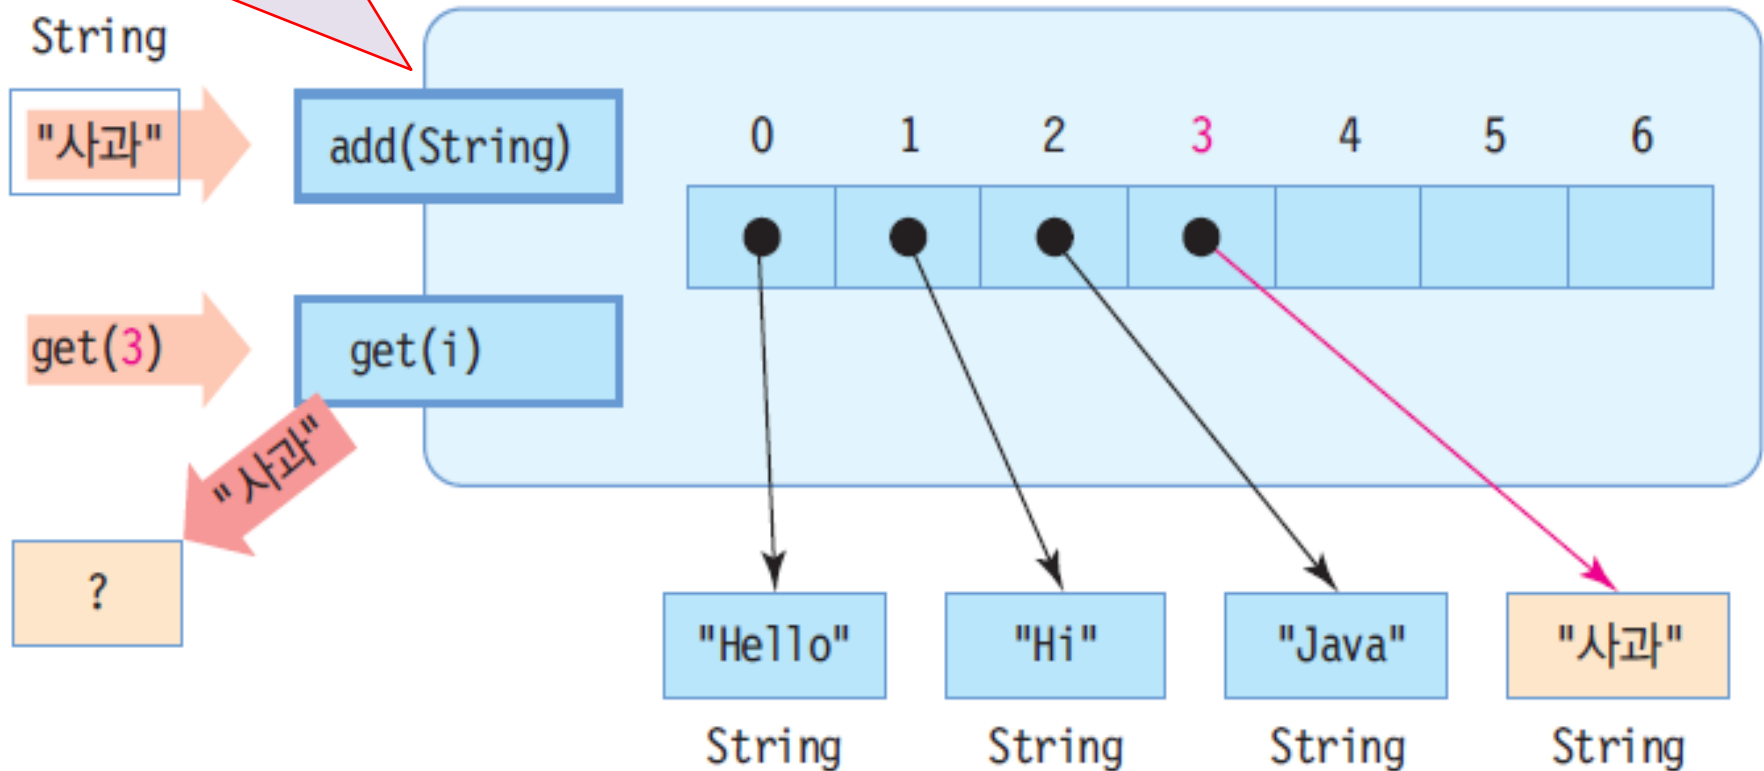 String
"사과"
add(String)
0 1 2 3 4 5 6
get(3)
get(i)
"사과"
?
"Hello" "Hi" "Java" "사과"
String String String String